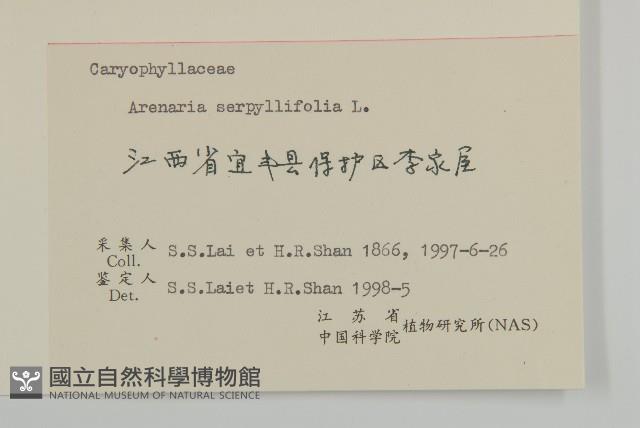 Caryophyllaceae
Arenaria serpyllifolia L.
江西省宜丰县保护区李家屋
采集人
Coll.
S.S.Lai et H.R.Shan 1866, 1997-6-26
鉴定人
Det.
S.S.Laiet H.R.Shan 1998-5
江苏省
中国科学院
植物研究所(NAS)
國立自然科學博物館
NATIONAL MUSEUM OF NATURAL SCIENCE